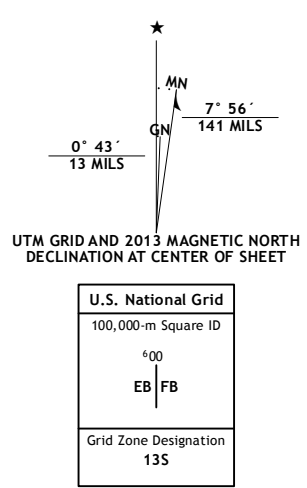 MN
GN
7° 56´
141 MILS
0° 43´
13 MILS
UTM GRID AND 2013 MAGNETIC NORTH
DECLINATION AT CENTER OF SHEET
U.S. National Grid
100,000-m Square ID
⁶00
EB FB
Grid Zone Designation
13S